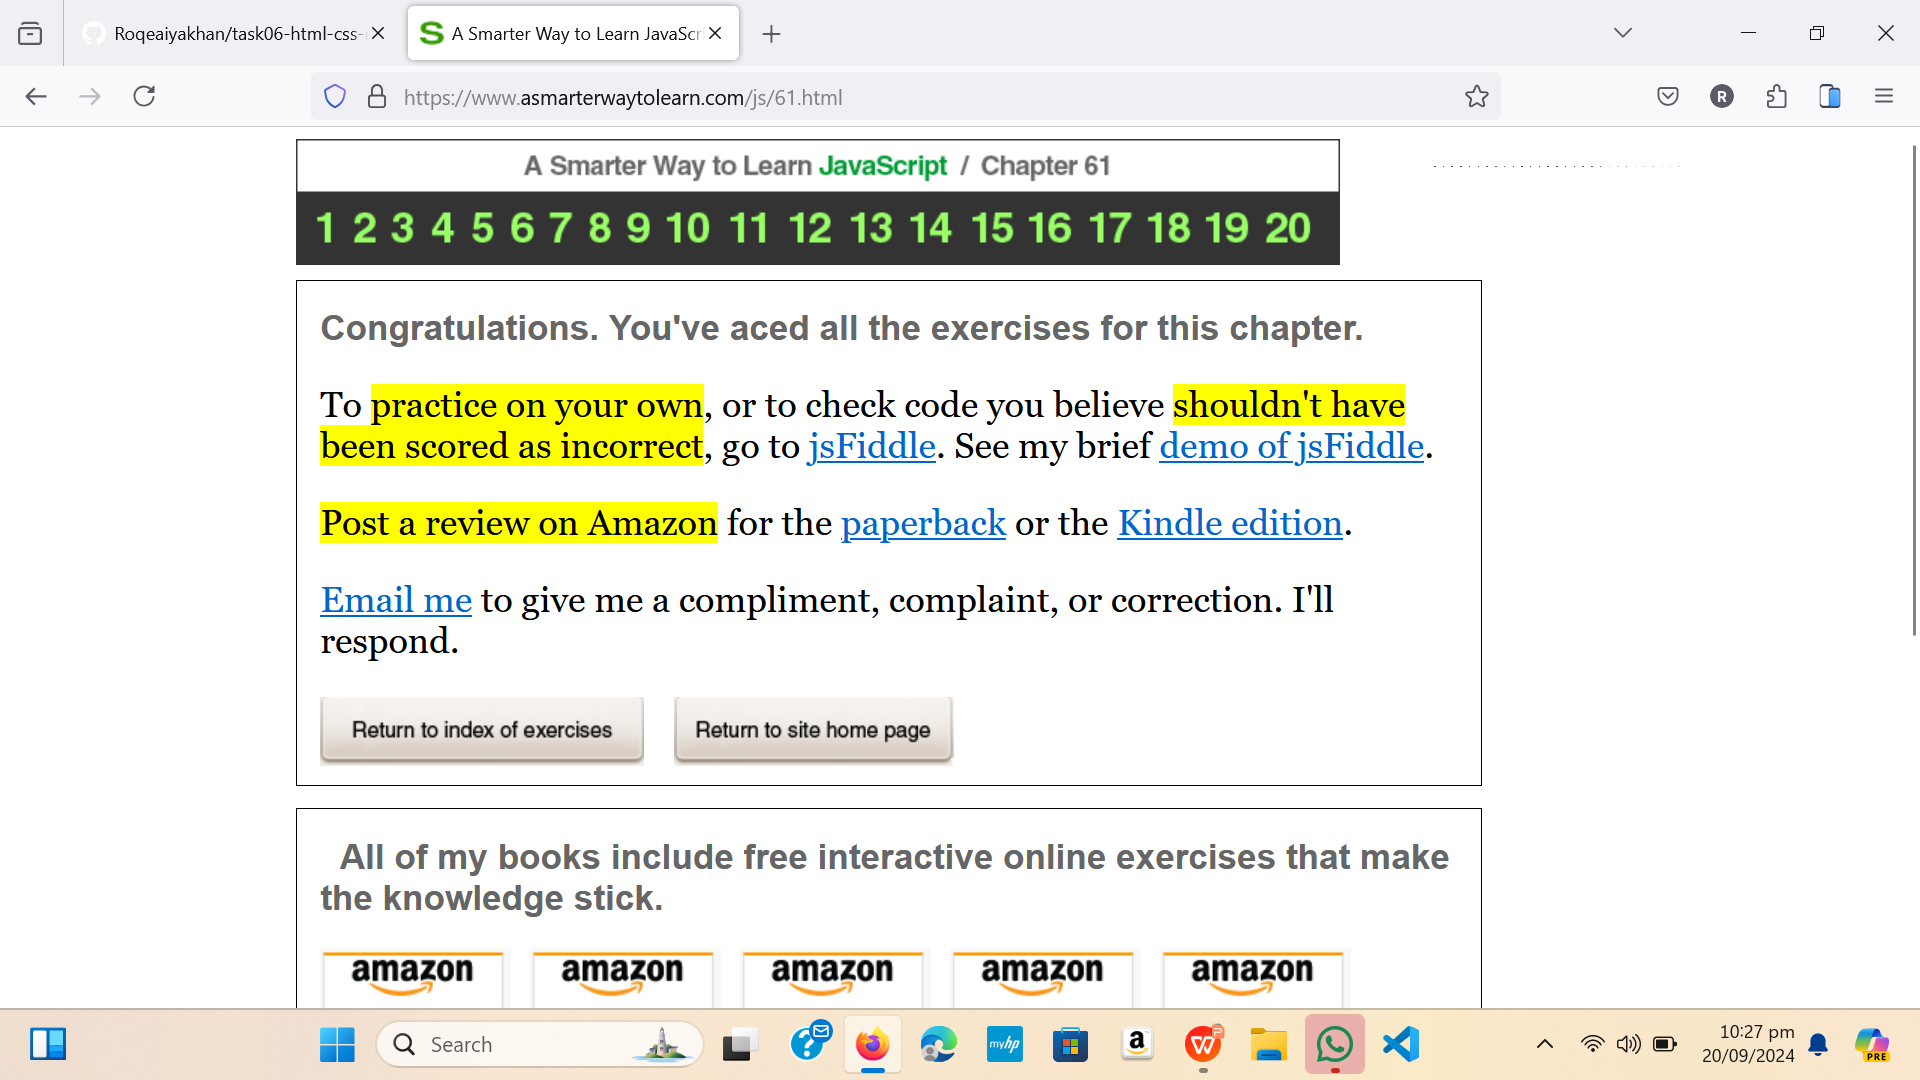 Roqeaiyakhan/task06-html-css-
A Smarter Way to Learn JavaScr
https://www.asmarterwaytolearn.com/js/61.html
R
A Smarter Way to Learn JavaScript / Chapter 61
1 2 3 4 5 6 7 8 9 10 11 12 13 14 15 16 17 18 19 20
Congratulations. You've aced all the exercises for this chapter.
To practice on your own, or to check code you believe shouldn't have
been scored as incorrect, go to jsFiddle. See my brief demo of jsFiddle.
Post a review on Amazon for the paperback or the Kindle edition.
Email me to give me a compliment, complaint, or correction. I'll
respond.
Return to index of exercises Return to site home page
All of my books include free interactive online exercises that make
the knowledge stick.
amazon amazon amazon amazon amazon
Search
myhp
a
10:27 pm
20/09/2024
PRE